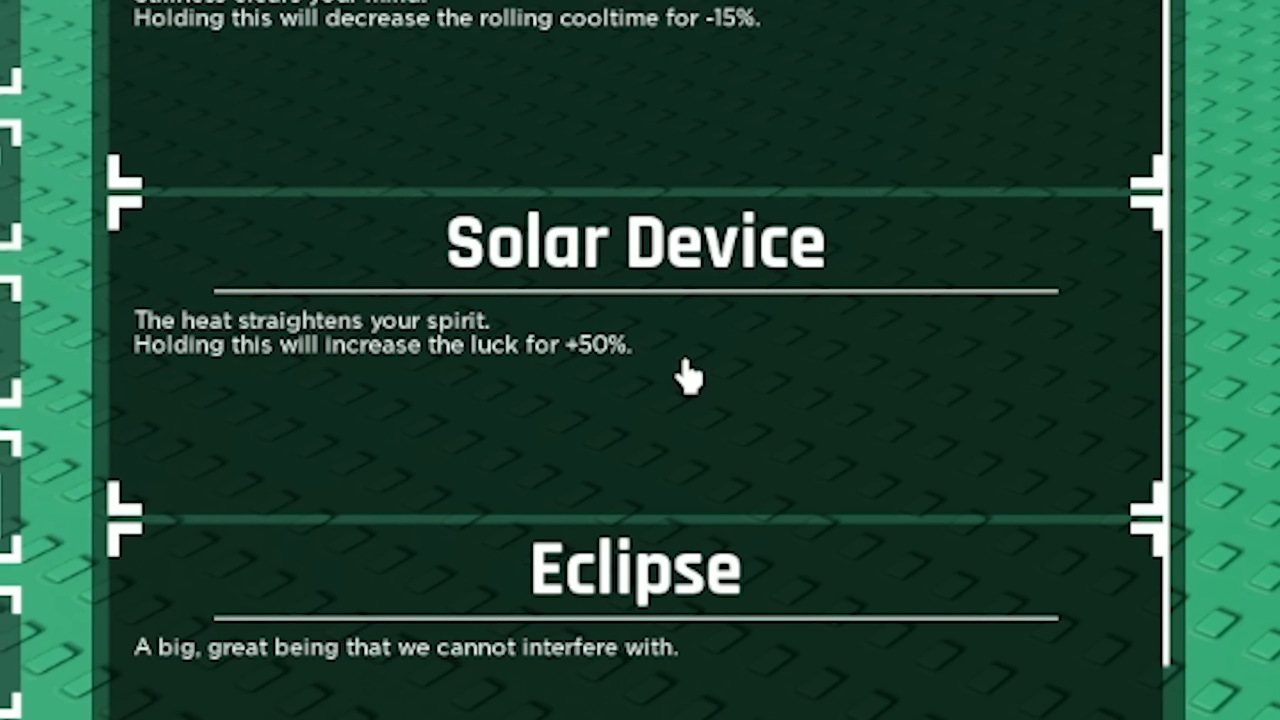 Holding this will decrease the rolling cooltime for -15%.
Solar Device
The heat straightens your spirit.
Holding this will increase the luck for +50%.
Eclipse
A big, great being that we cannot interfere with.